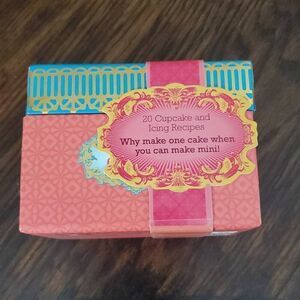 20 Cupcake and
Icing Recipes
Why make one cake when
you can make mini!